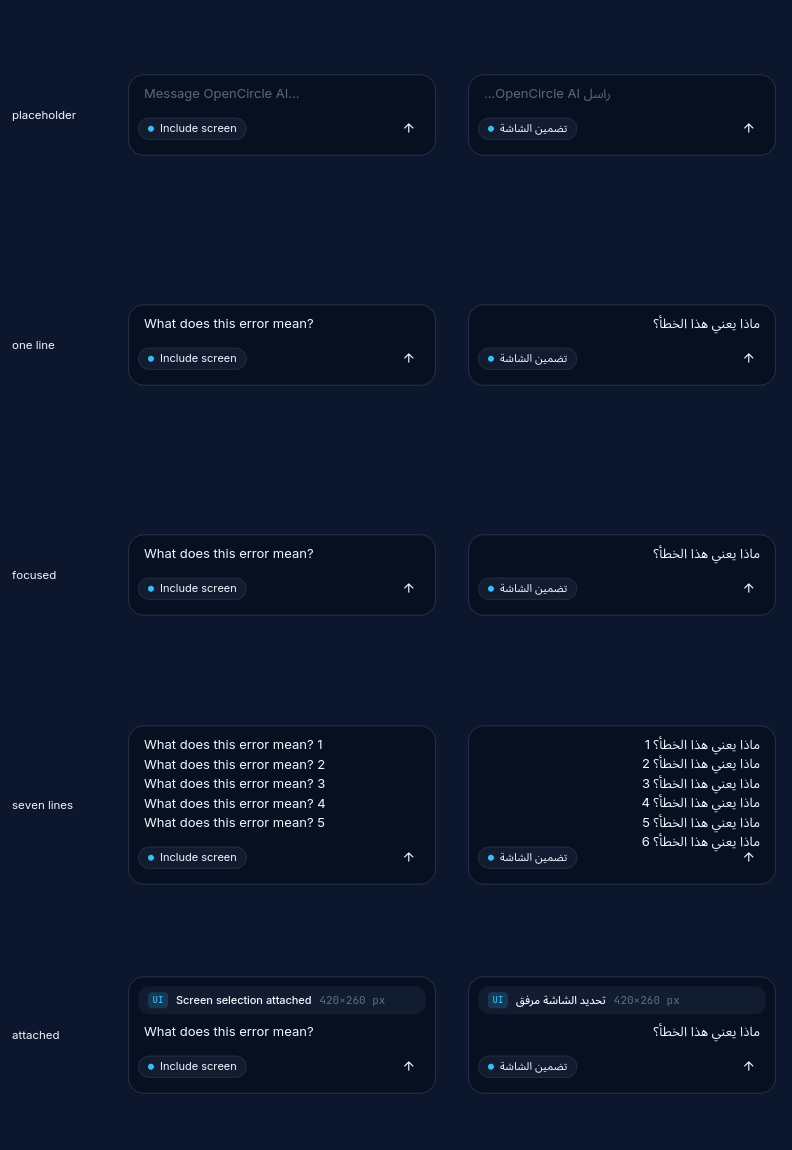 placeholder
Message OpenCircle AI...
Include screen
راسل OpenCircle AI...
تضمين الشاشة
one line
What does this error mean?
Include screen
ماذا يعني هذا الخطأ؟
تضمين الشاشة
focused
What does this error mean?
Include screen
ماذا يعني هذا الخطأ؟
تضمين الشاشة
seven lines
What does this error mean? 1
What does this error mean? 2
What does this error mean? 3
What does this error mean? 4
What does this error mean? 5
Include screen
ماذا يعني هذا الخطأ؟ 1
ماذا يعني هذا الخطأ؟ 2
ماذا يعني هذا الخطأ؟ 3
ماذا يعني هذا الخطأ؟ 4
ماذا يعني هذا الخطأ؟ 5
ماذا يعني هذا الخطأ؟ 6
تضمين الشاشة
attached
UI Screen selection attached 420×260 px
What does this error mean?
Include screen
UI تحديد الشاشة مرفق 420×260 px
ماذا يعني هذا الخطأ؟
تضمين الشاشة